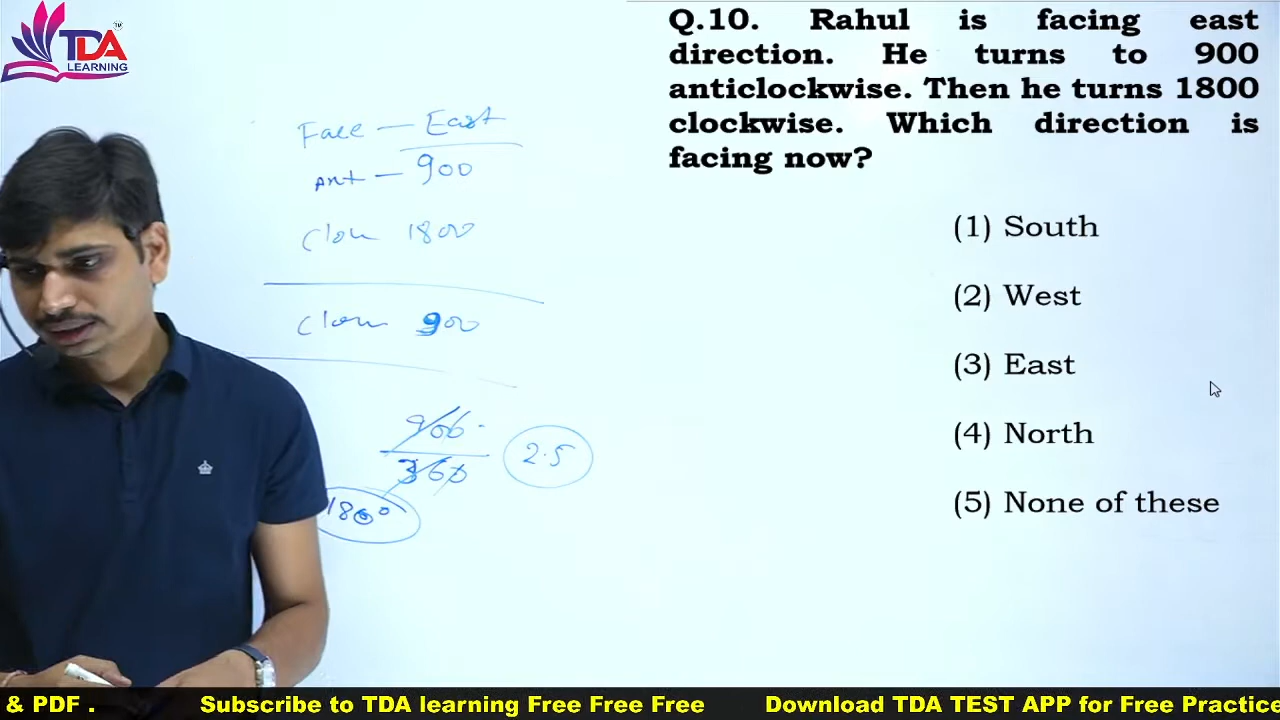 TDA
LEARNING
Q.10. Rahul is facing east
direction. He turns to 900
anticlockwise. Then he turns 1800
clockwise. Which direction is
facing now?
(1) South
(2) West
(3) East
(4) North
(5) None of these
Face — East
Ant — 900
Clow 1800
Clow 900
900
360
2.5
180°
& PDF . Subscribe to TDA learning Free Free Free Download TDA TEST APP for Free Practice